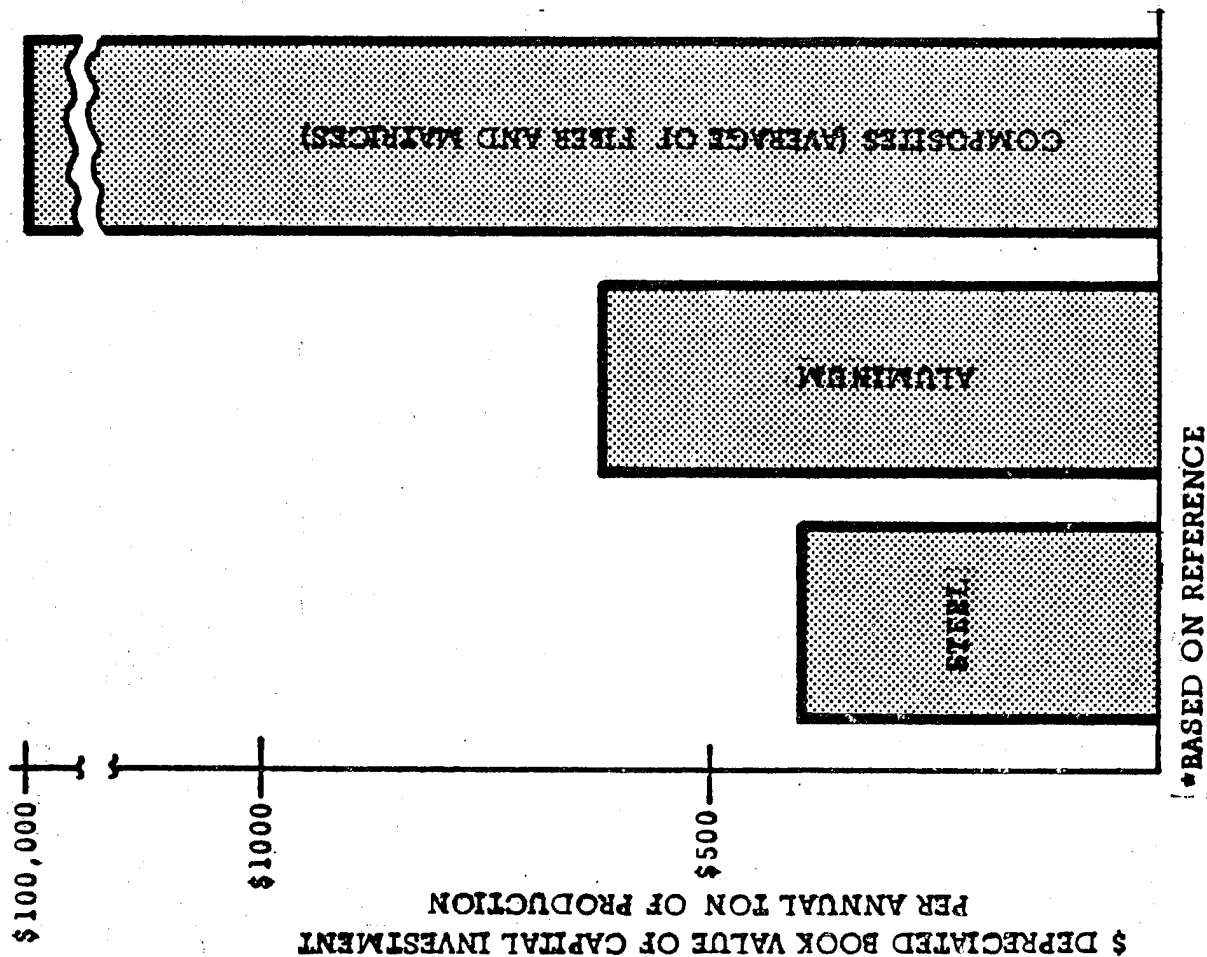 $ DEPRECIATED BOOK VALUE OF CAPITAL INVESTMENT
PER ANNUAL TON OF PRODUCTION
$100,000
$1000
$500
STEEL
ALUMINUM
COMPOSITES (AVERAGE OF FIBER AND MATRICES)
*BASED ON REFERENCE